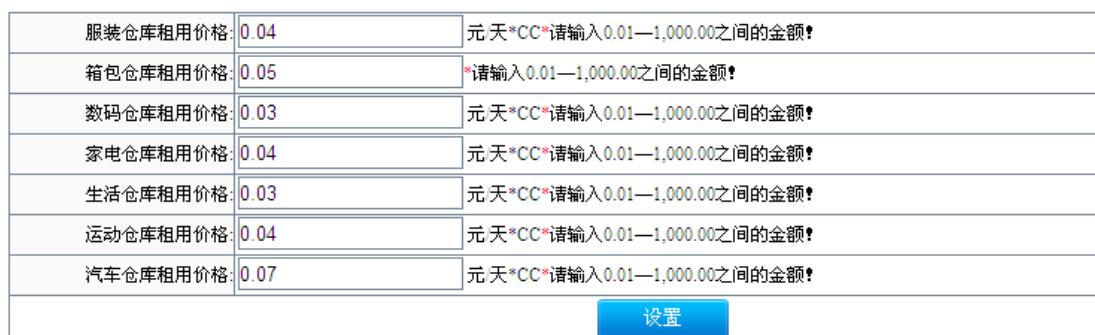 服装仓库租用价格: 0.04 元/天*CC*请输入0.01—1,000.00之间的金额!
箱包仓库租用价格: 0.05 *请输入0.01—1,000.00之间的金额!
数码仓库租用价格: 0.03 元/天*CC*请输入0.01—1,000.00之间的金额!
家电仓库租用价格: 0.04 元/天*CC*请输入0.01—1,000.00之间的金额!
生活仓库租用价格: 0.03 元/天*CC*请输入0.01—1,000.00之间的金额!
运动仓库租用价格: 0.04 元/天*CC*请输入0.01—1,000.00之间的金额!
汽车仓库租用价格: 0.07 元/天*CC*请输入0.01—1,000.00之间的金额!
设置